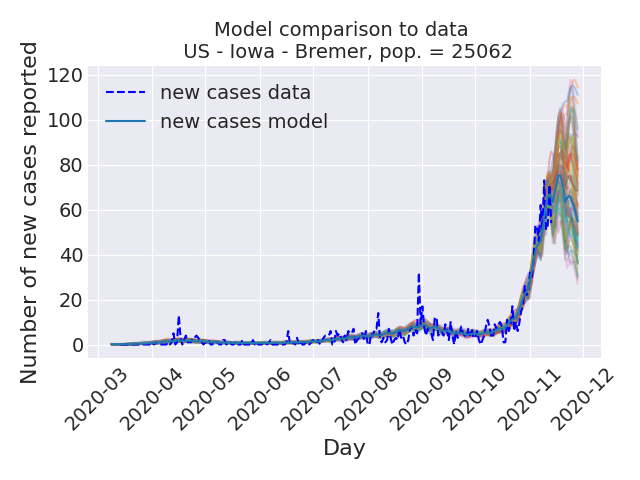 Model comparison to data
US - Iowa - Bremer, pop. = 25062
Number of new cases reported
120
100
80
60
40
20
0
new cases data
new cases model
2020-03
2020-04
2020-05
2020-06
2020-07
2020-08
2020-09
2020-10
2020-11
2020-12
Day